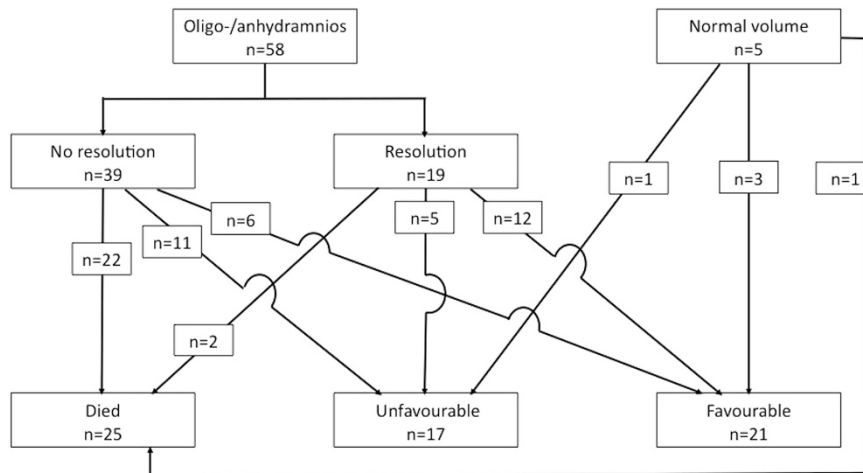 Oligo-/anhydramnios
n=58
Normal volume
n=5
No resolution
n=39
Resolution
n=19
n=1
n=3
n=1
n=6
n=5
n=12
n=11
n=22
n=2
Died
n=25
Unfavourable
n=17
Favourable
n=21